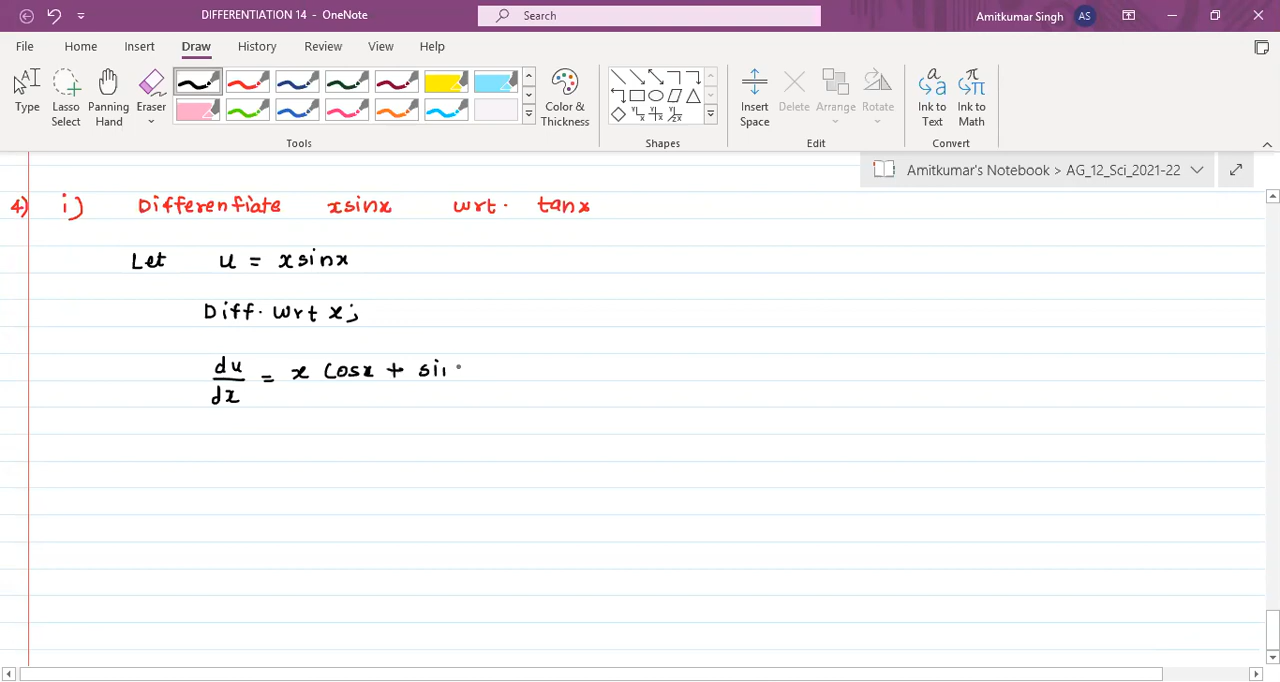 DIFFERENTIATION 14 - OneNote
Search
Amitkumar Singh AS
File Home Insert Draw History Review View Help
Type Lasso Select Panning Hand Eraser Color & Thickness Insert Space Delete Arrange Rotate Ink to Text Ink to Math
Tools Shapes Edit Convert
Amitkumar's Notebook > AG_12_Sci_2021-22
4) i) Differentiate xsinx wrt. tanx
Let u = xsinx
Diff. wrt x;
du/dx = x cosx + sin